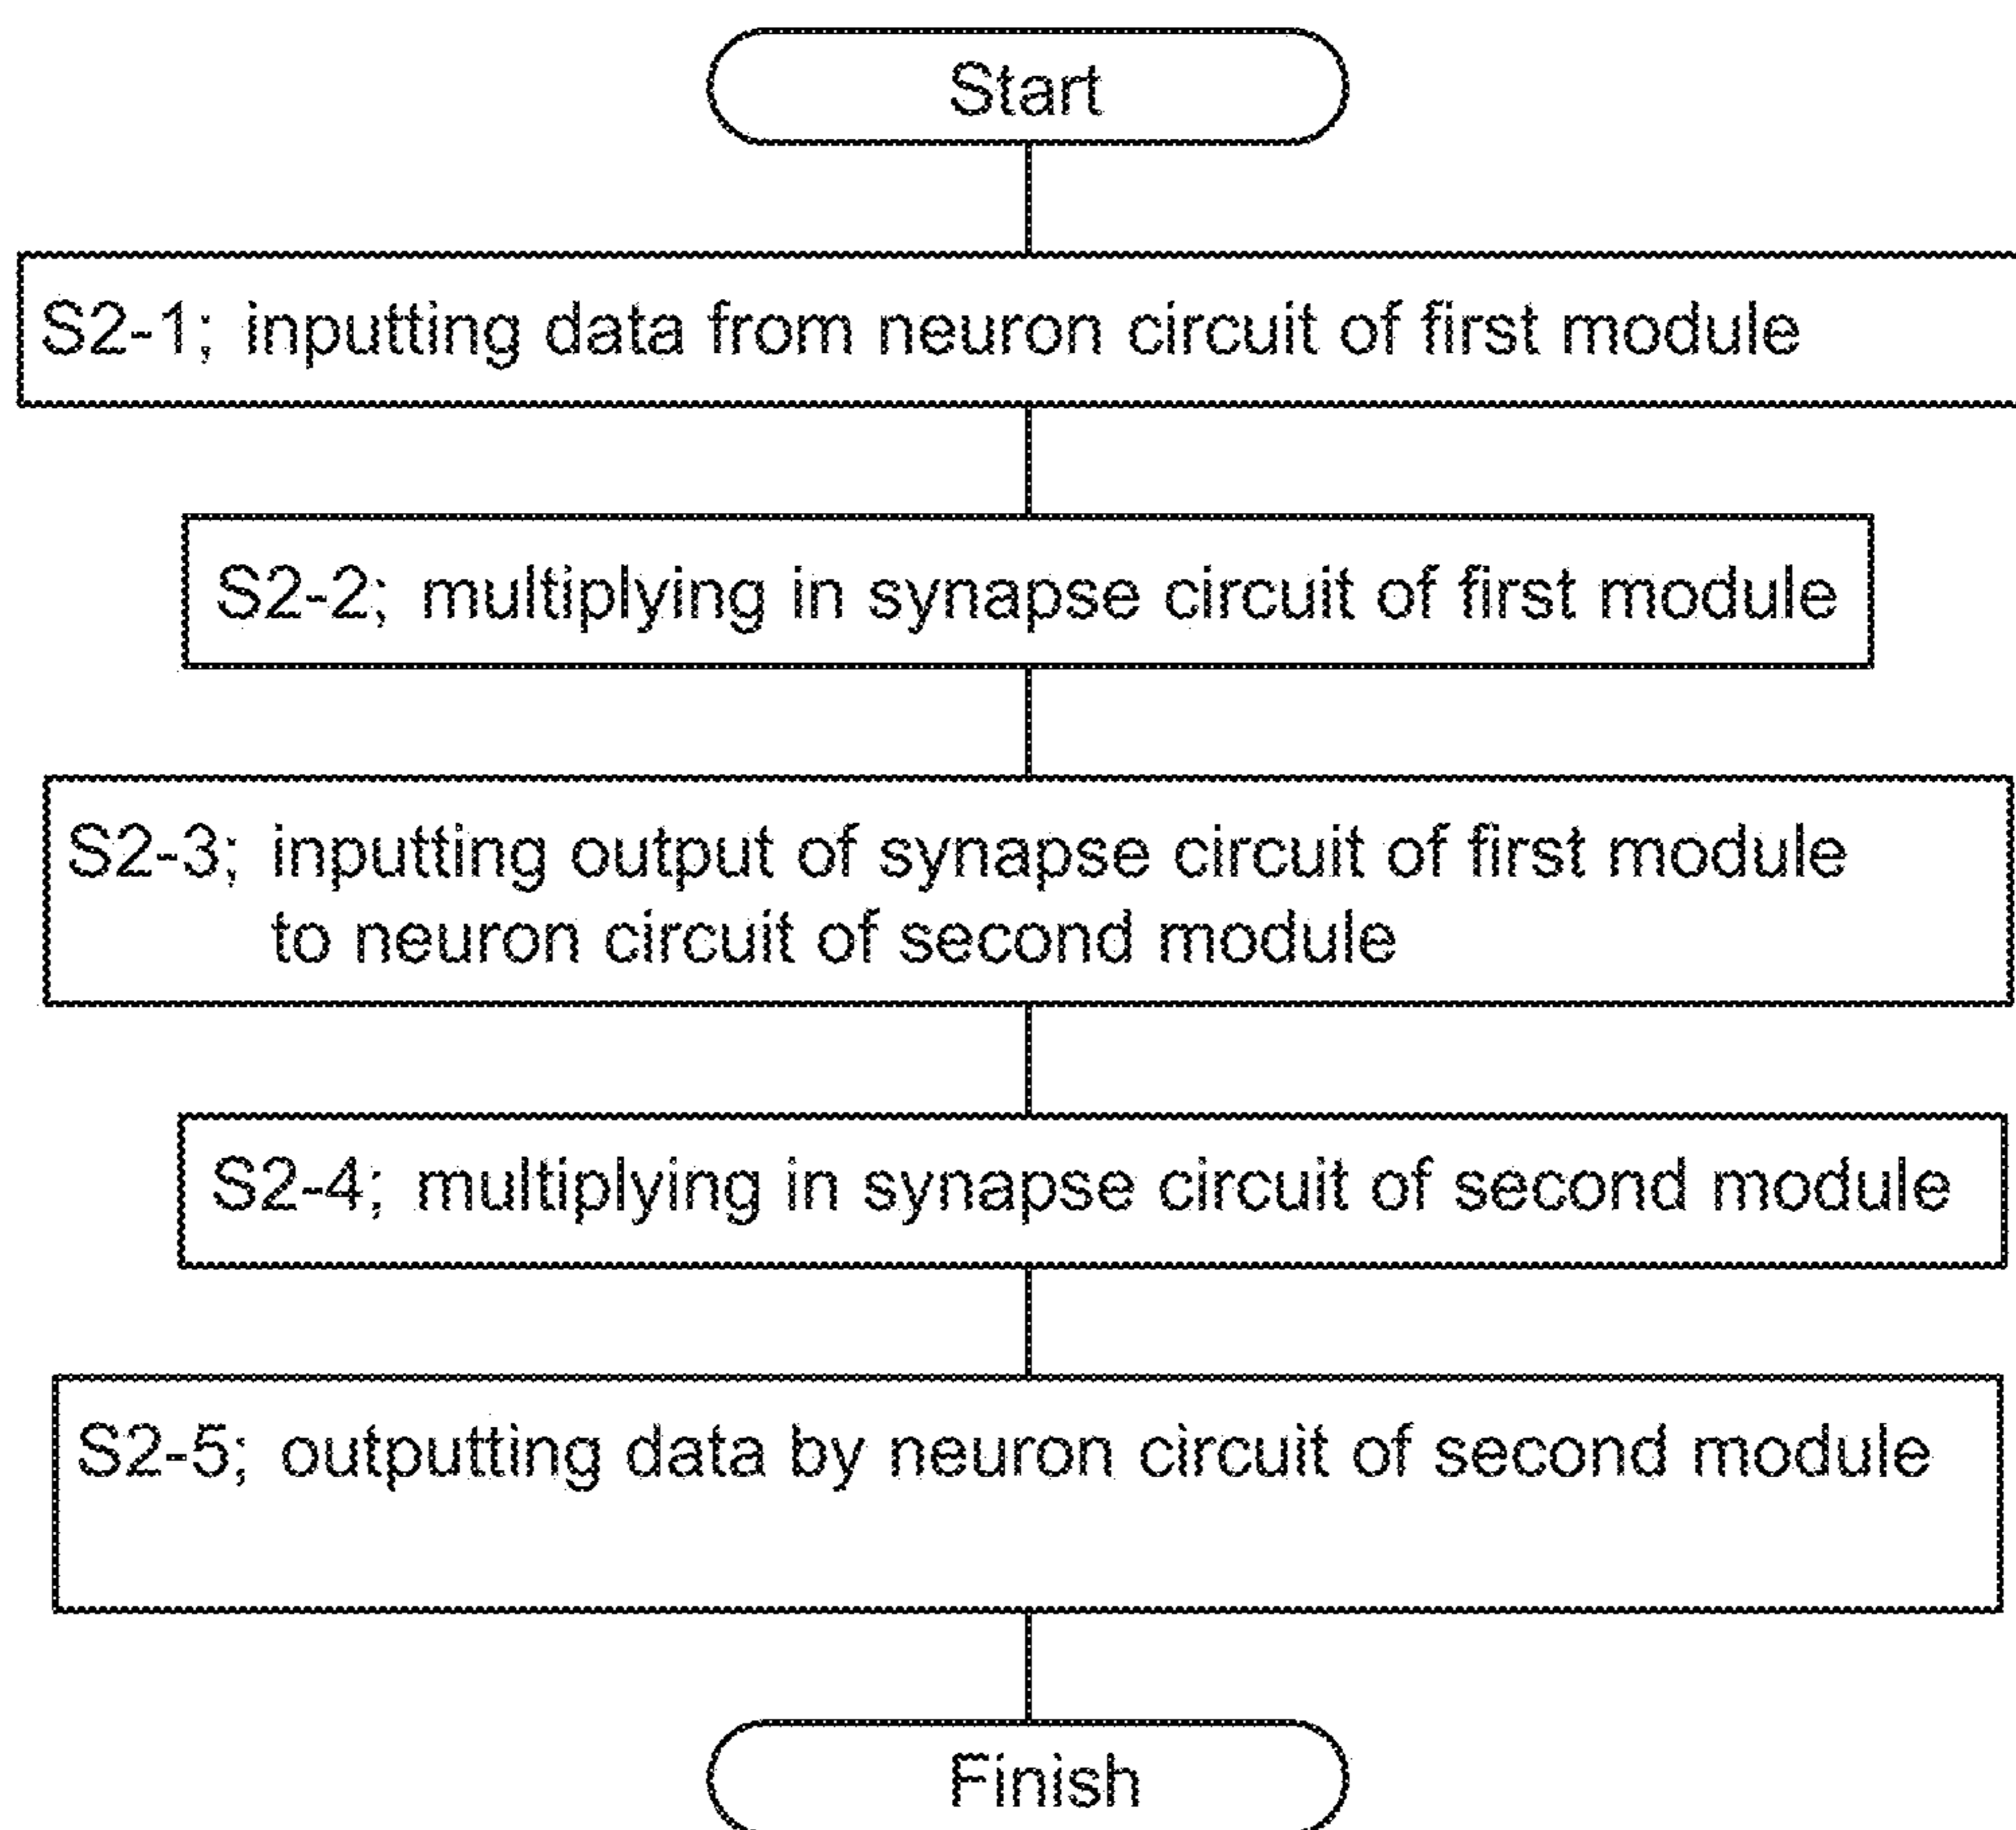 Start
S2-1; inputting data from neuron circuit of first module
S2-2; multiplying in synapse circuit of first module
S2-3; inputting output of synapse circuit of first module
to neuron circuit of second module
S2-4; multiplying in synapse circuit of second module
S2-5; outputting data by neuron circuit of second module
Finish